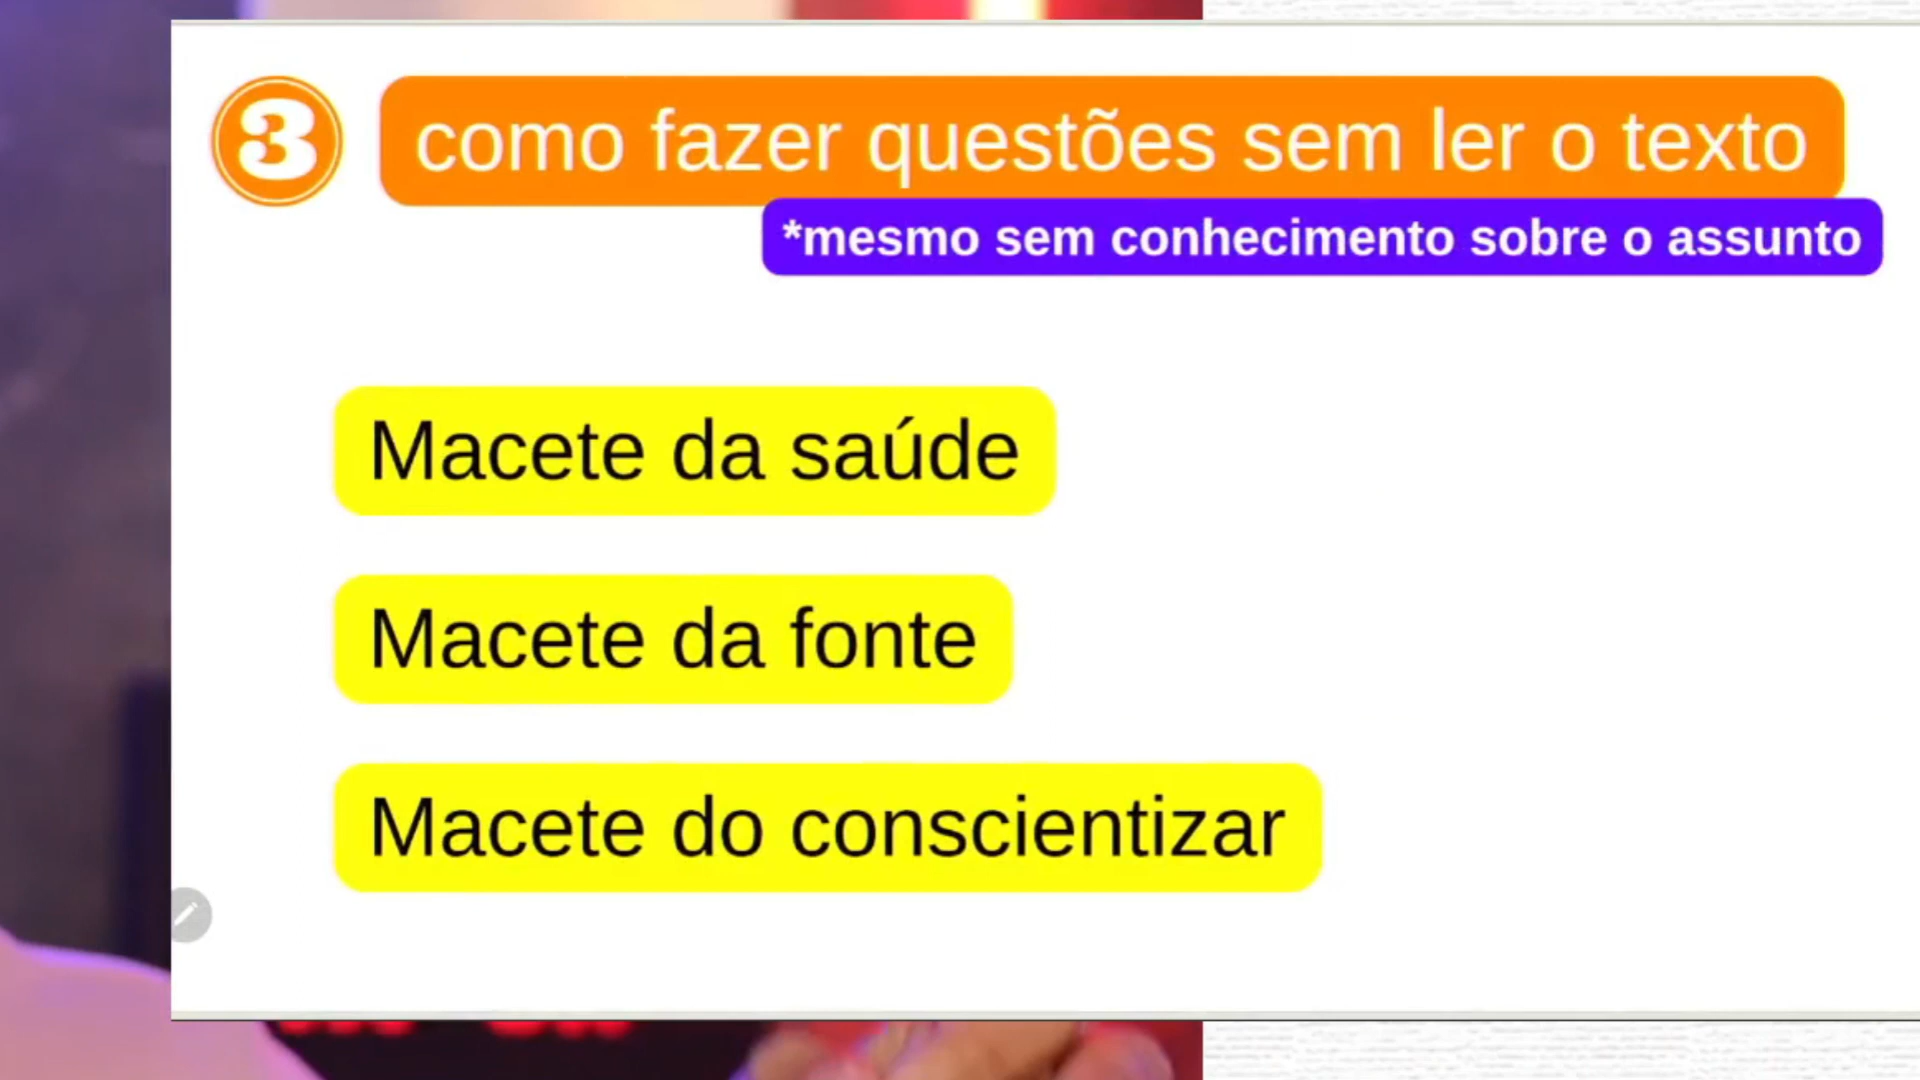 3 como fazer questões sem ler o texto
*mesmo sem conhecimento sobre o assunto
Macete da saúde
Macete da fonte
Macete do conscientizar